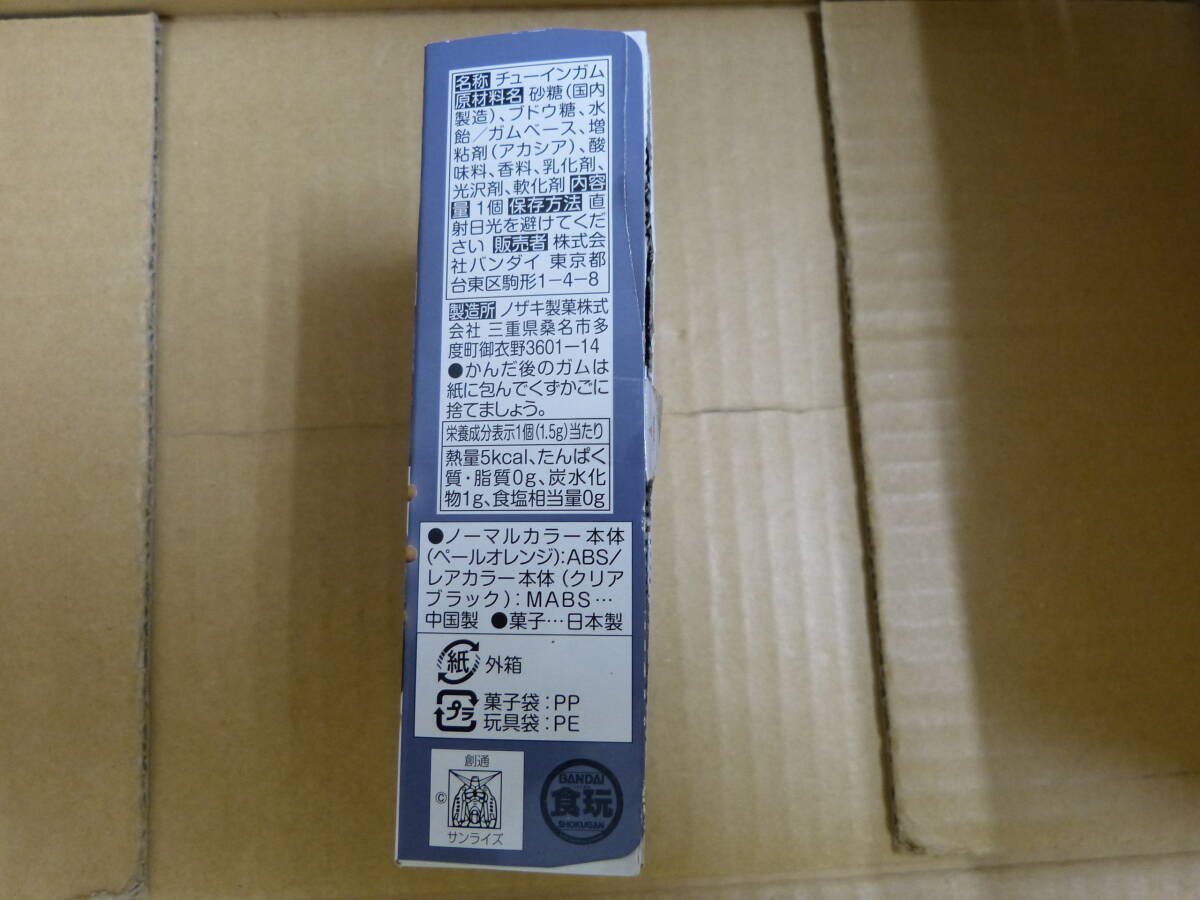 名称 チューインガム
原材料名 砂糖(国内
製造)、ブドウ糖、水
飴/ガムベース、増
粘剤(アカシア)、酸
味料、香料、乳化剤、
光沢剤、軟化剤 内容
量 1個 保存方法 直
射日光を避けてくだ
さい 販売者 株式会
社バンダイ 東京都
台東区駒形1-4-8
製造所 ノザキ製菓株式
会社 三重県桑名市多
度町御衣野3601-14
●かんだ後のガムは
紙に包んでくずかごに
捨てましょう。
栄養成分表示1個(1.5g)当たり
熱量5kcal、たんぱく
質・脂質0g、炭水化
物1g、食塩相当量0g
●ノーマルカラー本体
(ペールオレンジ):ABS/
レアカラー本体(クリア
ブラック):MABS…
中国製 ●菓子…日本製
紙 外箱
プラ 菓子袋:PP
玩具袋:PE
創通
©
サンライズ
BANDAI
食玩
SHOKUGAN